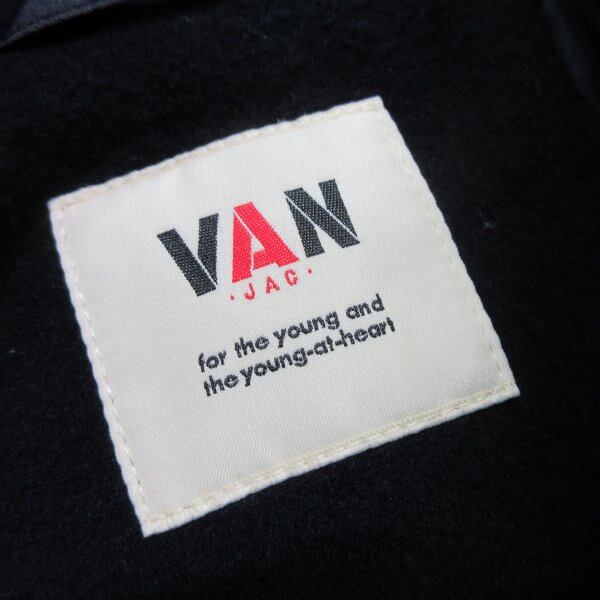 VAN
·JAC·
for the young and
the young-at-heart